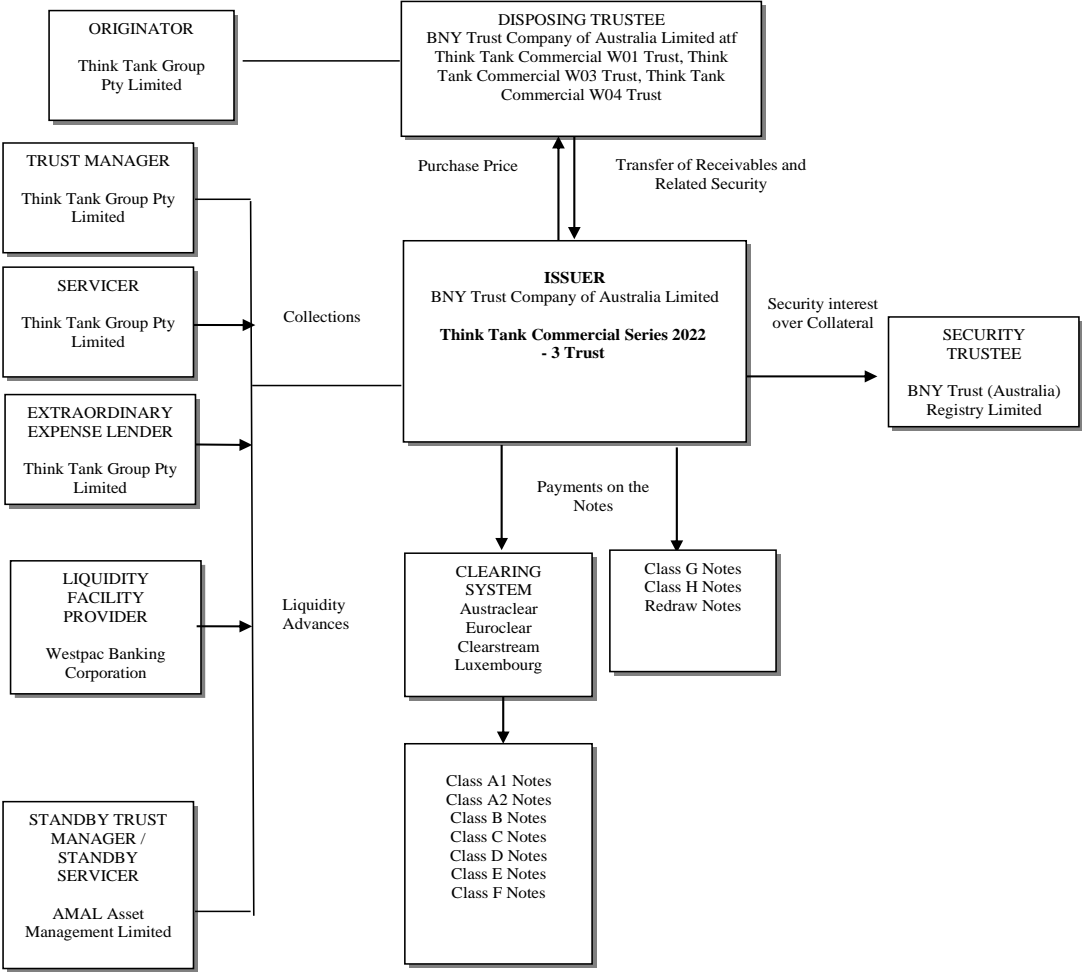 ORIGINATOR
Think Tank Group
Pty Limited
DISPOSING TRUSTEE
BNY Trust Company of Australia Limited atf
Think Tank Commercial W01 Trust, Think
Tank Commercial W03 Trust, Think Tank
Commercial W04 Trust
TRUST MANAGER
Think Tank Group Pty
Limited
Purchase Price
Transfer of Receivables and
Related Security
SERVICER
Think Tank Group Pty
Limited
Collections
ISSUER
BNY Trust Company of Australia Limited
Think Tank Commercial Series 2022
- 3 Trust
Security interest
over Collateral
SECURITY
TRUSTEE
BNY Trust (Australia)
Registry Limited
EXTRAORDINARY
EXPENSE LENDER
Think Tank Group Pty
Limited
Payments on the
Notes
LIQUIDITY
FACILITY
PROVIDER
Westpac Banking
Corporation
Liquidity
Advances
CLEARING
SYSTEM
Austraclear
Euroclear
Clearstream
Luxembourg
Class G Notes
Class H Notes
Redraw Notes
STANDBY TRUST
MANAGER /
STANDBY
SERVICER
AMAL Asset
Management Limited
Class A1 Notes
Class A2 Notes
Class B Notes
Class C Notes
Class D Notes
Class E Notes
Class F Notes